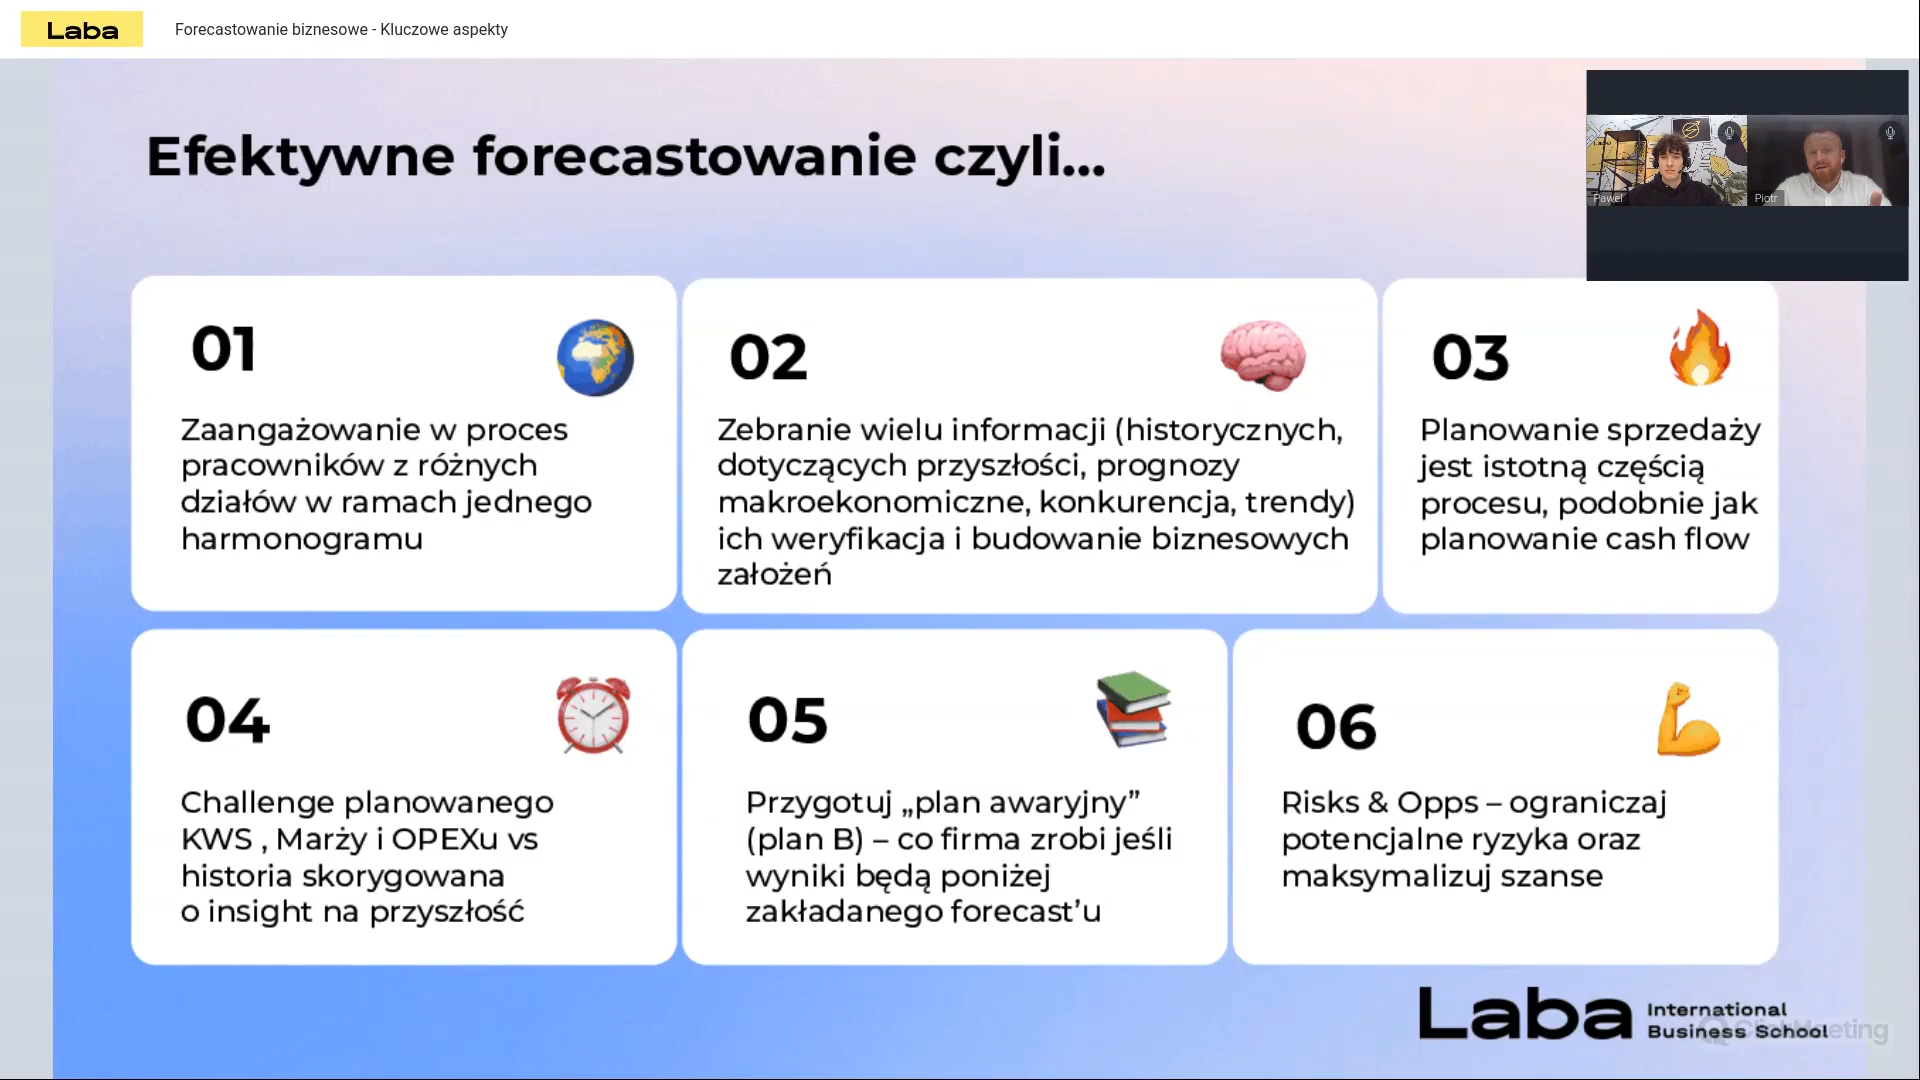 Laba
Forecastowanie biznesowe - Kluczowe aspekty
Efektywne forecastowanie czyli...
Paweł
Piotr
01
Zaangażowanie w proces
pracowników z różnych
działów w ramach jednego
harmonogramu
02
Zebranie wielu informacji (historycznych,
dotyczących przyszłości, prognozy
makroekonomiczne, konkurencja, trendy)
ich weryfikacja i budowanie biznesowych
założeń
03
Planowanie sprzedaży
jest istotną częścią
procesu, podobnie jak
planowanie cash flow
04
Challenge planowanego
KWS , Marży i OPEXu vs
historia skorygowana
o insight na przyszłość
05
Przygotuj „plan awaryjny”
(plan B) – co firma zrobi jeśli
wyniki będą poniżej
zakładanego forecast’u
06
Risks & Opps – ograniczaj
potencjalne ryzyka oraz
maksymalizuj szanse
Laba
International
Business School
ClickMeeting